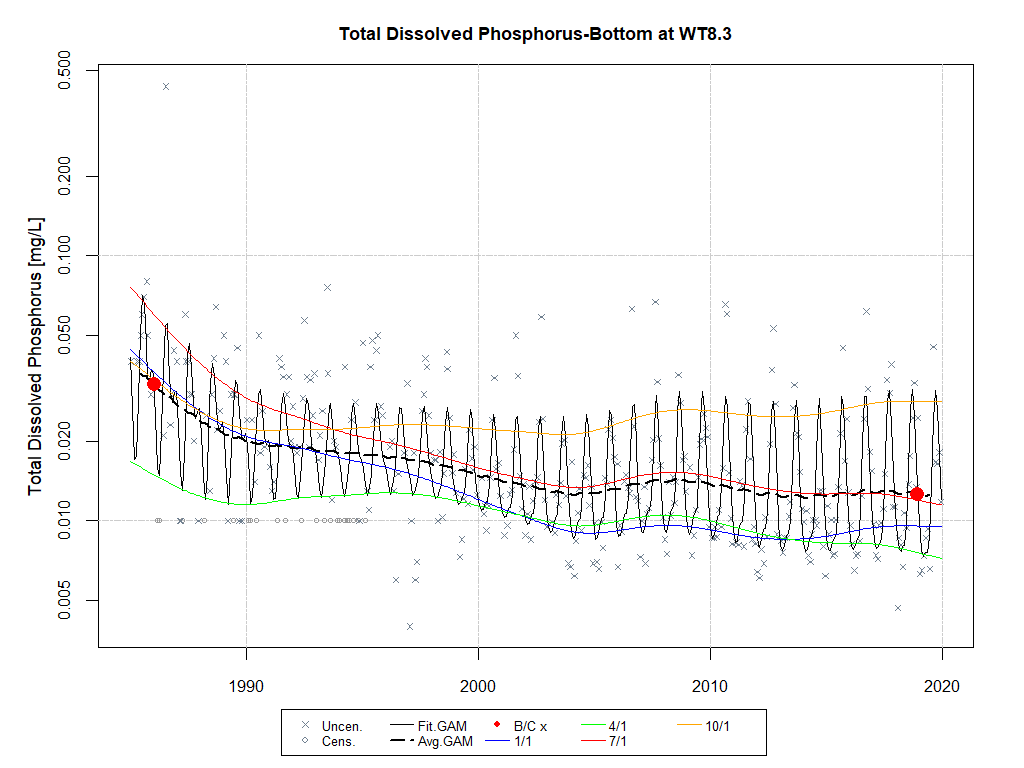 Total Dissolved Phosphorus-Bottom at WT8.3
Total Dissolved Phosphorus [mg/L]
0.500
0.200
0.100
0.050
0.020
0.010
0.005
1990 2000 2010 2020
Uncen. Fit.GAM B/C x 4/1 10/1
Cens. Avg.GAM 1/1 7/1